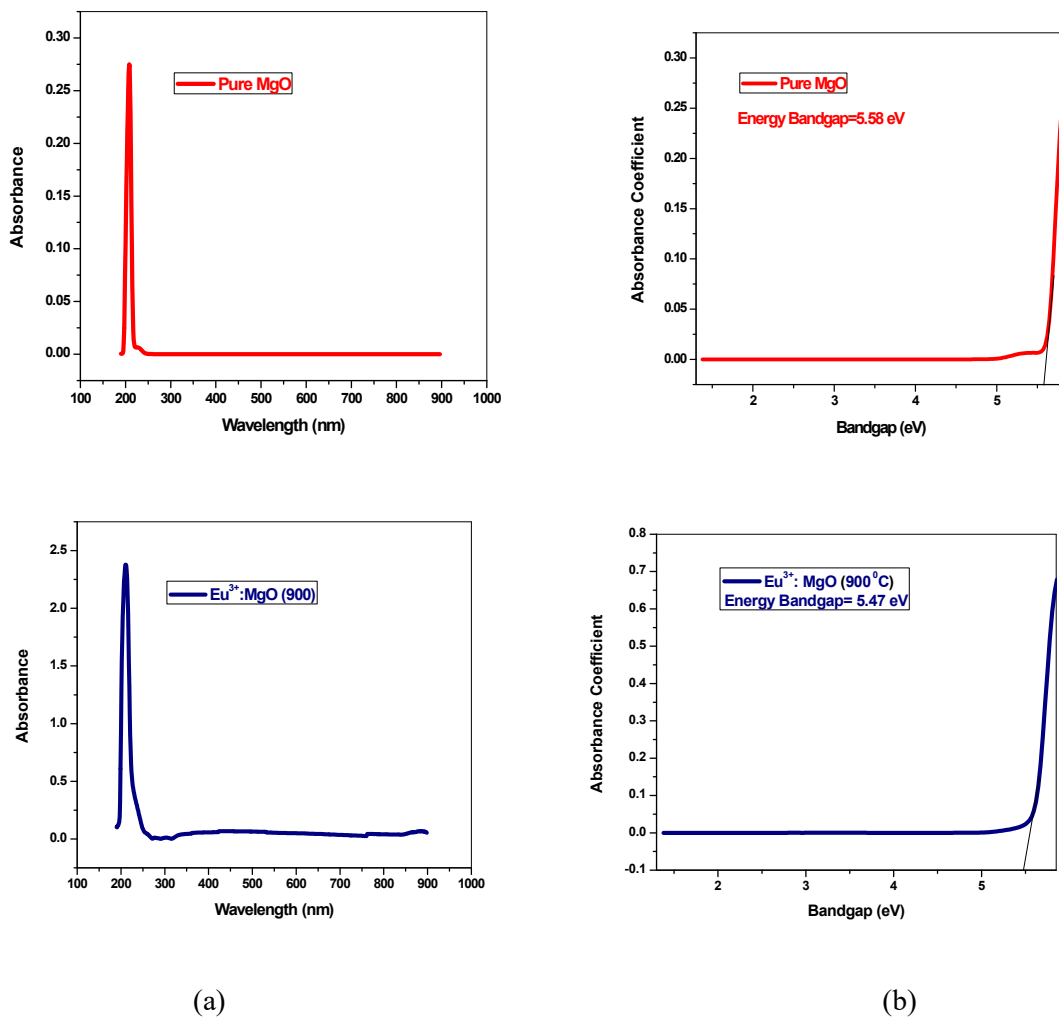 0.30
0.25
0.20
0.15
0.10
0.05
0.00
Absorbance
Pure MgO
100 200 300 400 500 600 700 800 900 1000
Wavelength (nm)
0.30
0.25
0.20
0.15
0.10
0.05
0.00
Absorbance Coefficient
Pure MgO
Energy Bandgap=5.58 eV
2 3 4 5
Bandgap (eV)
2.5
2.0
1.5
1.0
0.5
0.0
Absorbance
Eu³⁺:MgO (900)
100 200 300 400 500 600 700 800 900 1000
Wavelength (nm)
0.8
0.7
0.6
0.5
0.4
0.3
0.2
0.1
0.0
-0.1
Absorbance Coefficient
Eu³⁺: MgO (900⁰C)
Energy Bandgap= 5.47 eV
2 3 4 5
Bandgap (eV)
(a) (b)